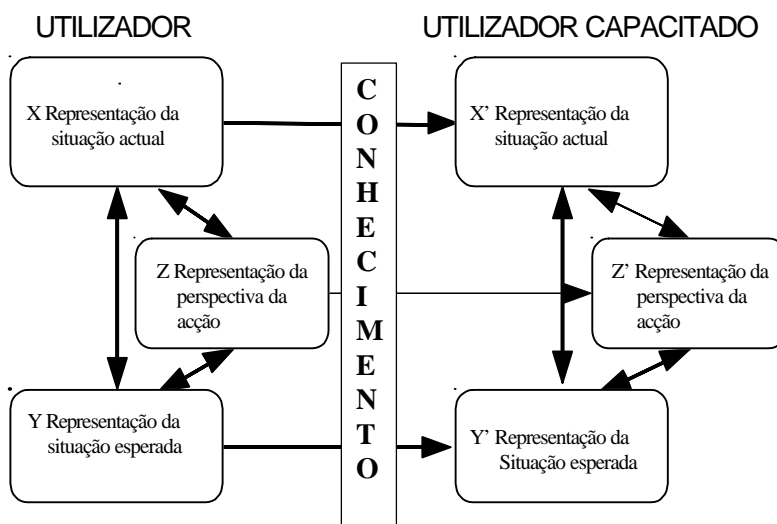 UTILIZADOR
X Representação da
situação actual
Z Representação da
perspectiva da
acção
Y Representação da
situação esperada
C
O
N
H
E
C
I
M
E
N
T
O
UTILIZADOR CAPACITADO
X’ Representação da
situação actual
Z’ Representação da
perspectiva da
acção
Y’ Representação da
Situação esperada